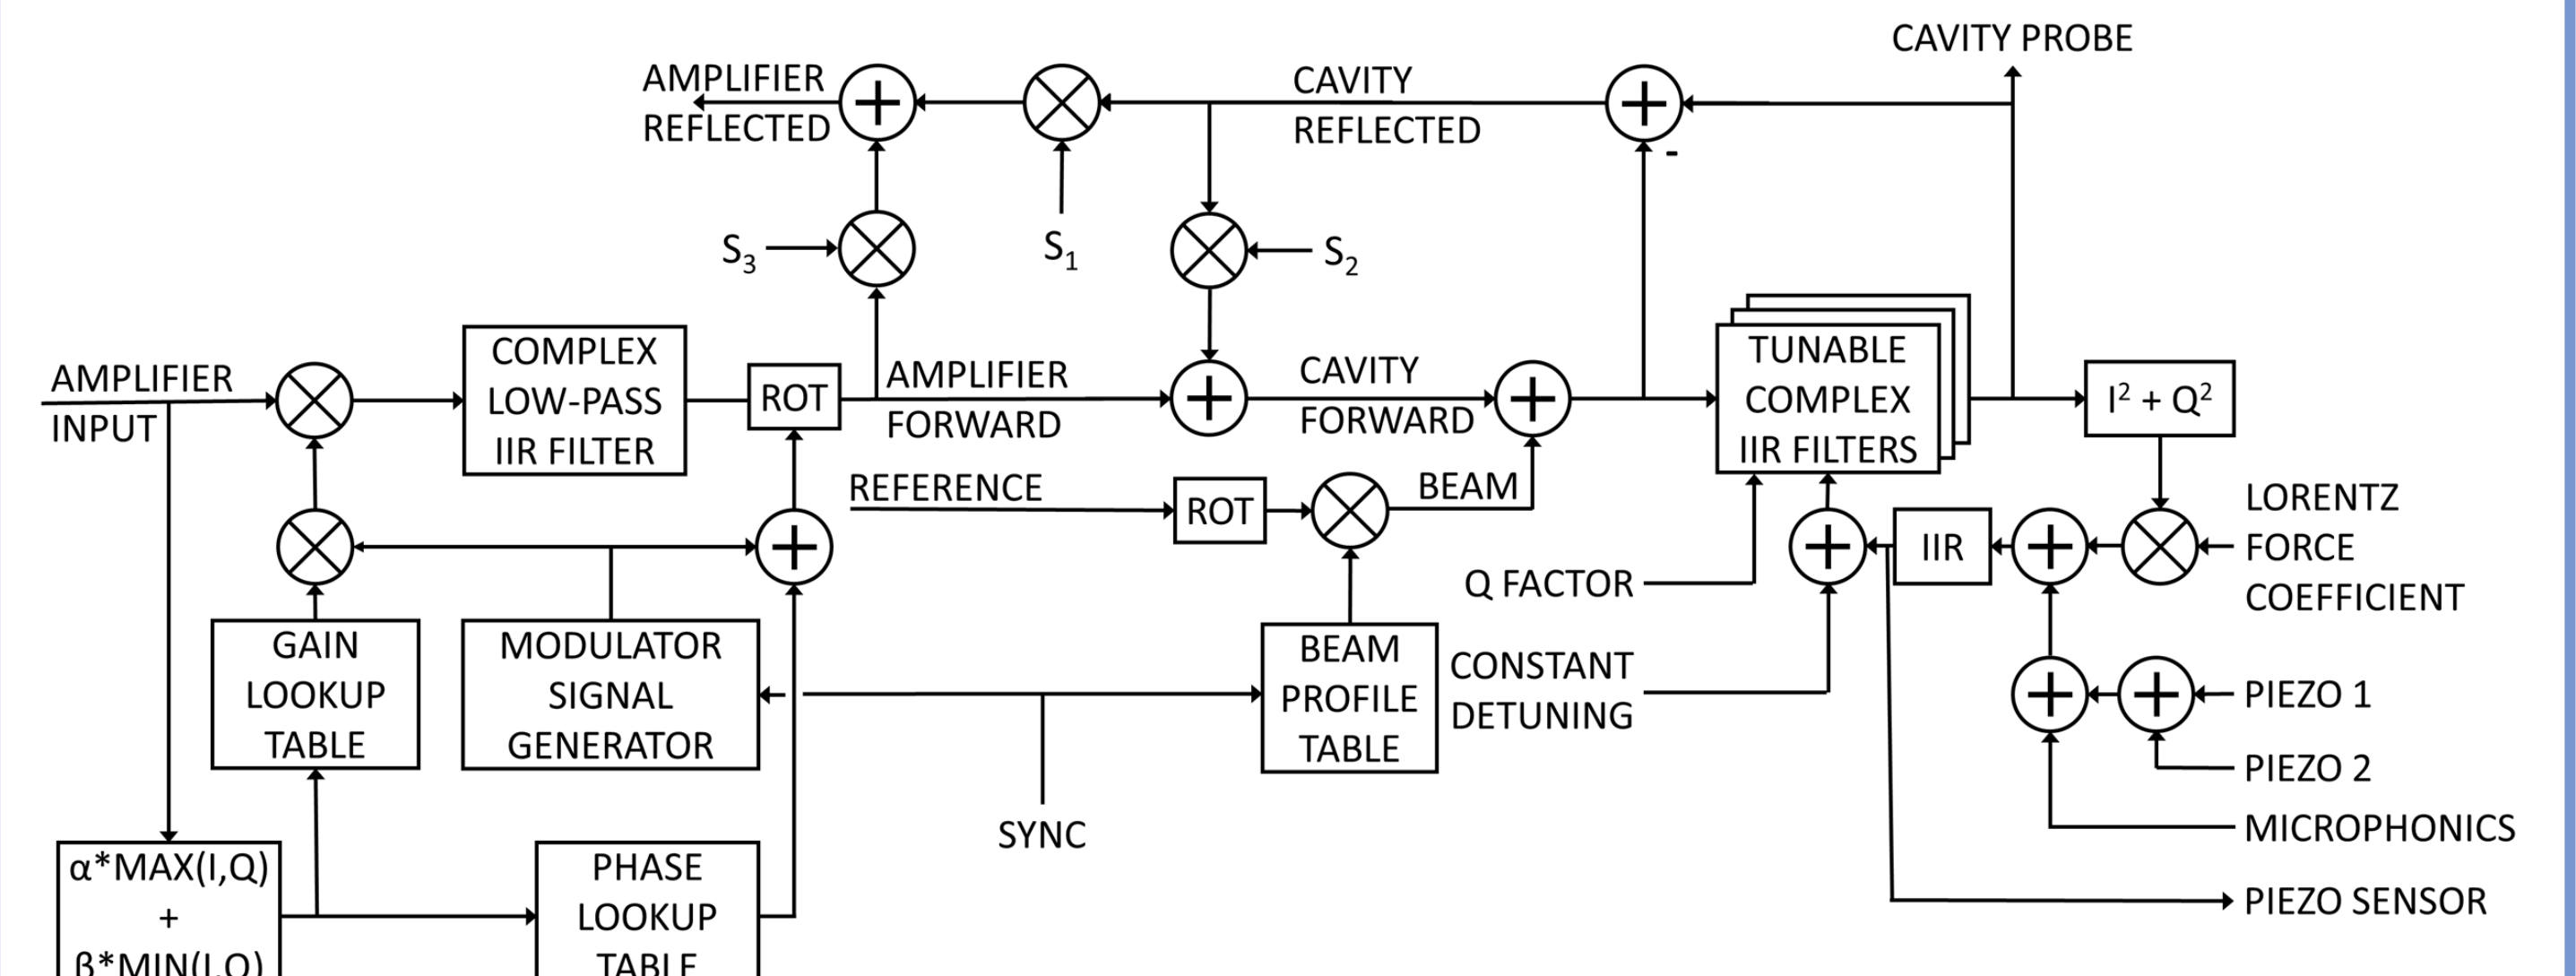 CAVITY PROBE
AMPLIFIER
REFLECTED
CAVITY
REFLECTED
-
S3
S1
S2
AMPLIFIER
INPUT
COMPLEX
LOW-PASS
IIR FILTER
ROT
AMPLIFIER
FORWARD
CAVITY
FORWARD
TUNABLE
COMPLEX
IIR FILTERS
I² + Q²
REFERENCE
ROT
BEAM
Q FACTOR
IIR
LORENTZ
FORCE
COEFFICIENT
GAIN
LOOKUP
TABLE
MODULATOR
SIGNAL
GENERATOR
BEAM
PROFILE
TABLE
CONSTANT
DETUNING
PIEZO 1
PIEZO 2
MICROPHONICS
PIEZO SENSOR
SYNC
α*MAX(I,Q)
+
β*MIN(I,Q)
PHASE
LOOKUP
TABLE